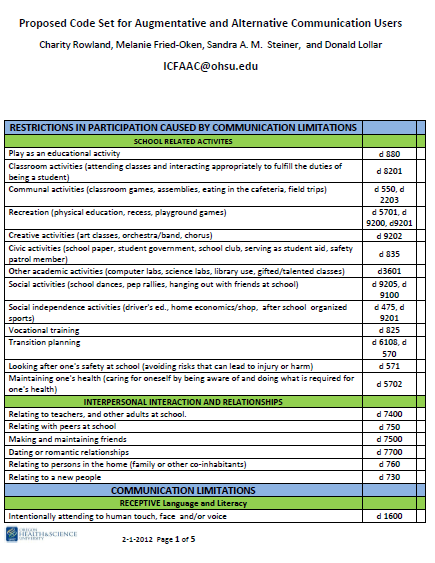 Proposed Code Set for Augmentative and Alternative Communication Users
Charity Rowland, Melanie Fried-Oken, Sandra A. M. Steiner, and Donald Lollar
ICFAAC@ohsu.edu
RESTRICTIONS IN PARTICIPATION CAUSED BY COMMUNICATION LIMITATIONS
SCHOOL RELATED ACTIVITES
Play as an educational activity d 880
Classroom activities (attending classes and interacting appropriately to fulfill the duties of
being a student) d 8201
Communal activities (classroom games, assemblies, eating in the cafeteria, field trips) d 550, d
2203
Recreation (physical education, recess, playground games) d 5701, d
9200, d9201
Creative activities (art classes, orchestra/band, chorus) d 9202
Civic activities (school paper, student government, school club, serving as student aid, safety
patrol member) d 835
Other academic activities (computer labs, science labs, library use, gifted/talented classes) d3601
Social activities (school dances, pep rallies, hanging out with friends at school) d 9205, d
9100
Social independence activities (driver's ed., home economics/shop, after school organized
sports) d 475, d
9201
Vocational training d 825
Transition planning d 6108, d
570
Looking after one's safety at school (avoiding risks that can lead to injury or harm) d 571
Maintaining one's health (caring for oneself by being aware of and doing what is required for
one's health) d 5702
INTERPERSONAL INTERACTION AND RELATIONSHIPS
Relating to teachers, and other adults at school. d 7400
Relating with peers at school d 750
Making and maintaining friends d 7500
Dating or romantic relationships d 7700
Relating to persons in the home (family or other co-inhabitants) d 760
Relating to a new people d 730
COMMUNICATION LIMITATIONS
RECEPTIVE Language and Literacy
Intentionally attending to human touch, face and/or voice d 1600
OREGON
HEALTH&SCIENCE
UNIVERSITY
2-1-2012 Page 1 of 5